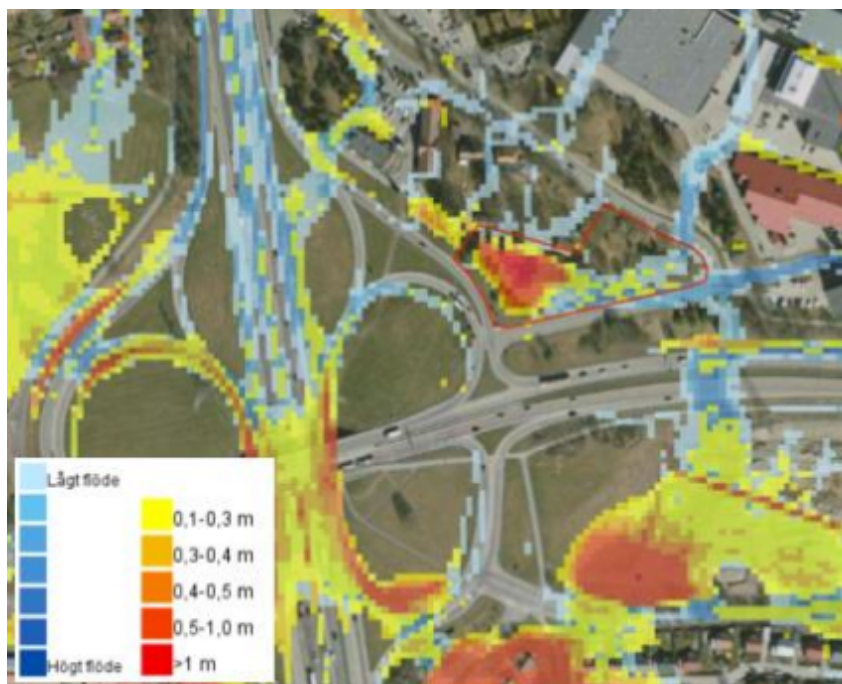 Lågt flöde
0,1-0,3 m
0,3-0,4 m
0,4-0,5 m
0,5-1,0 m
Högt flöde
>1 m